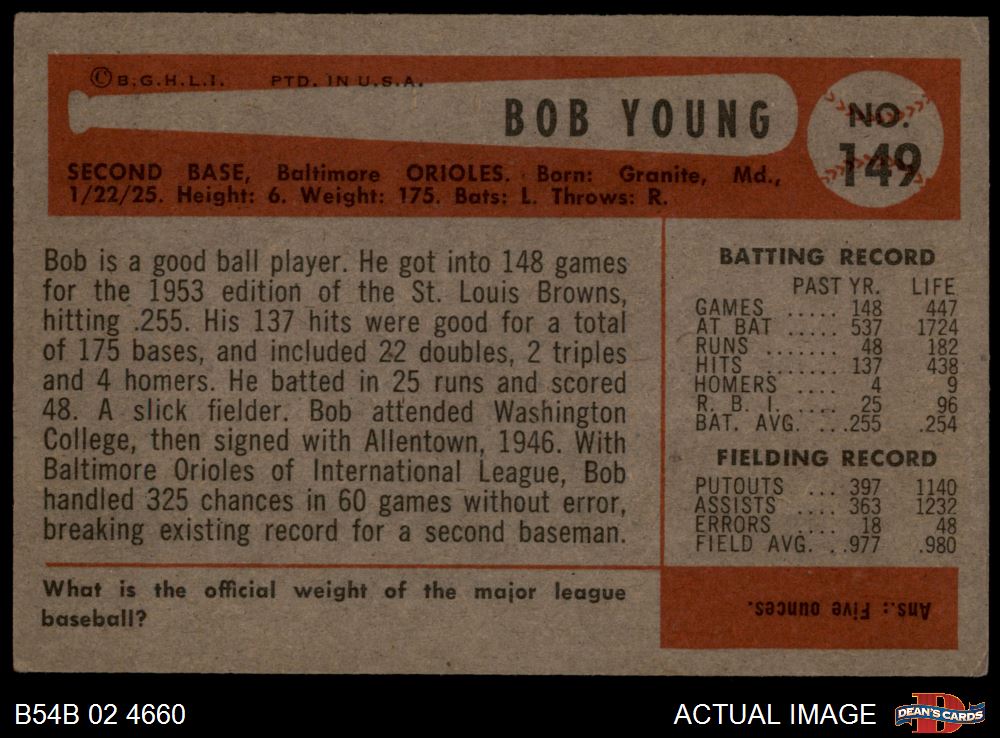 ©B.G.H.L.I. PTD. IN U.S.A.
BOB YOUNG
NO.
149
SECOND BASE, Baltimore ORIOLES. Born: Granite, Md.,
1/22/25. Height: 6. Weight: 175. Bats: L. Throws: R.
Bob is a good ball player. He got into 148 games
for the 1953 edition of the St. Louis Browns,
hitting .255. His 137 hits were good for a total
of 175 bases, and included 22 doubles, 2 triples
and 4 homers. He batted in 25 runs and scored
48. A slick fielder. Bob attended Washington
College, then signed with Allentown, 1946. With
Baltimore Orioles of International League, Bob
handled 325 chances in 60 games without error,
breaking existing record for a second baseman.
What is the official weight of the major league
baseball?
BATTING RECORD
PAST YR. LIFE
GAMES ..... 148 447
AT BAT ..... 537 1724
RUNS ....... 48 182
HITS ....... 137 438
HOMERS .... 4 9
R. B. I. .... 25 96
BAT. AVG. ...255 .254
FIELDING RECORD
PUTOUTS ... 397 1140
ASSISTS .... 363 1232
ERRORS .... 18 48
FIELD AVG. ..977 .980
Ans.: Five ounces.
B54B 02 4660
ACTUAL IMAGE
D
DEAN'S CARDS